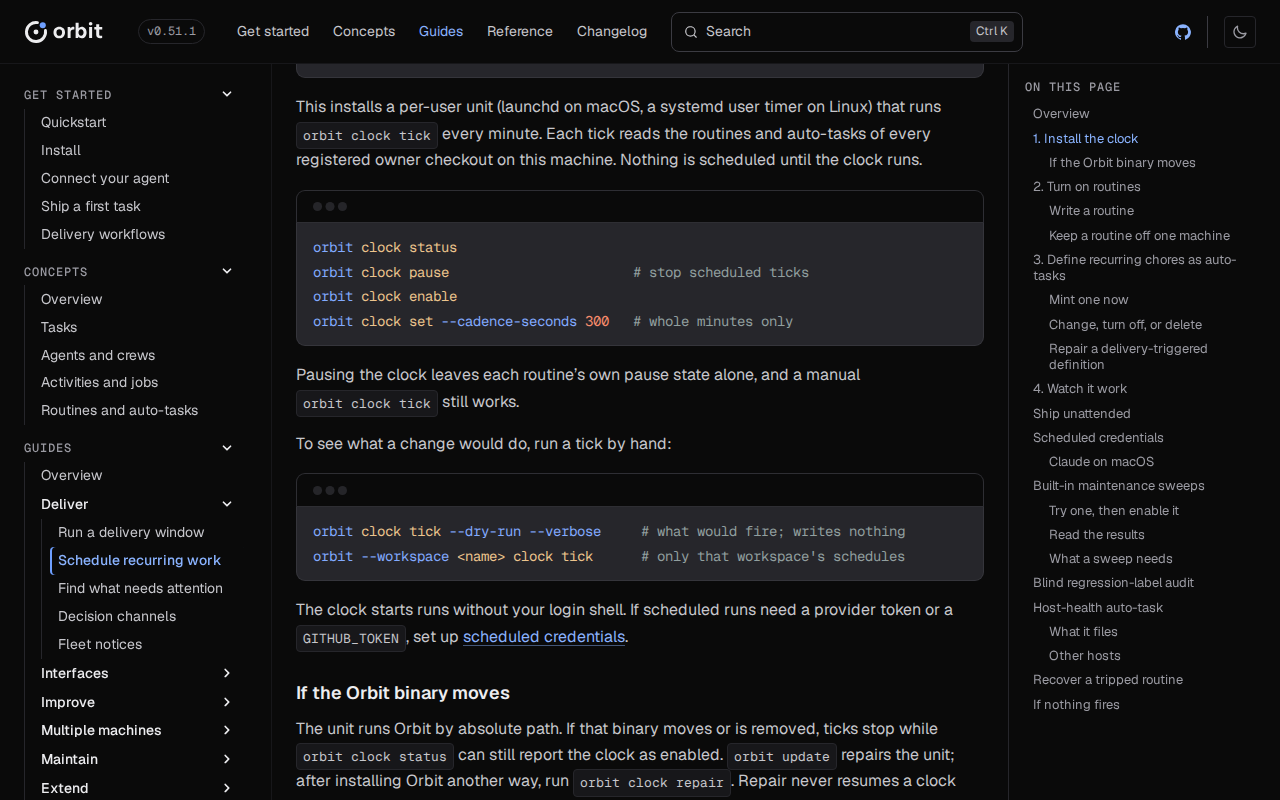 orbit
v0.51.1
Get started
Concepts
Guides
Reference
Changelog
Search
Ctrl K
GET STARTED
Quickstart
Install
Connect your agent
Ship a first task
Delivery workflows
CONCEPTS
Overview
Tasks
Agents and crews
Activities and jobs
Routines and auto-tasks
GUIDES
Overview
Deliver
Run a delivery window
Schedule recurring work
Find what needs attention
Decision channels
Fleet notices
Interfaces
Improve
Multiple machines
Maintain
Extend
This installs a per-user unit (launchd on macOS, a systemd user timer on Linux) that runs
orbit clock tick every minute. Each tick reads the routines and auto-tasks of every
registered owner checkout on this machine. Nothing is scheduled until the clock runs.
orbit clock status
orbit clock pause # stop scheduled ticks
orbit clock enable
orbit clock set --cadence-seconds 300 # whole minutes only
Pausing the clock leaves each routine’s own pause state alone, and a manual
orbit clock tick still works.
To see what a change would do, run a tick by hand:
orbit clock tick --dry-run --verbose # what would fire; writes nothing
orbit --workspace <name> clock tick # only that workspace's schedules
The clock starts runs without your login shell. If scheduled runs need a provider token or a
GITHUB_TOKEN, set up scheduled credentials.
If the Orbit binary moves
The unit runs Orbit by absolute path. If that binary moves or is removed, ticks stop while
orbit clock status can still report the clock as enabled. orbit update repairs the unit;
after installing Orbit another way, run orbit clock repair. Repair never resumes a clock
ON THIS PAGE
Overview
1. Install the clock
If the Orbit binary moves
2. Turn on routines
Write a routine
Keep a routine off one machine
3. Define recurring chores as auto-
tasks
Mint one now
Change, turn off, or delete
Repair a delivery-triggered
definition
4. Watch it work
Ship unattended
Scheduled credentials
Claude on macOS
Built-in maintenance sweeps
Try one, then enable it
Read the results
What a sweep needs
Blind regression-label audit
Host-health auto-task
What it files
Other hosts
Recover a tripped routine
If nothing fires